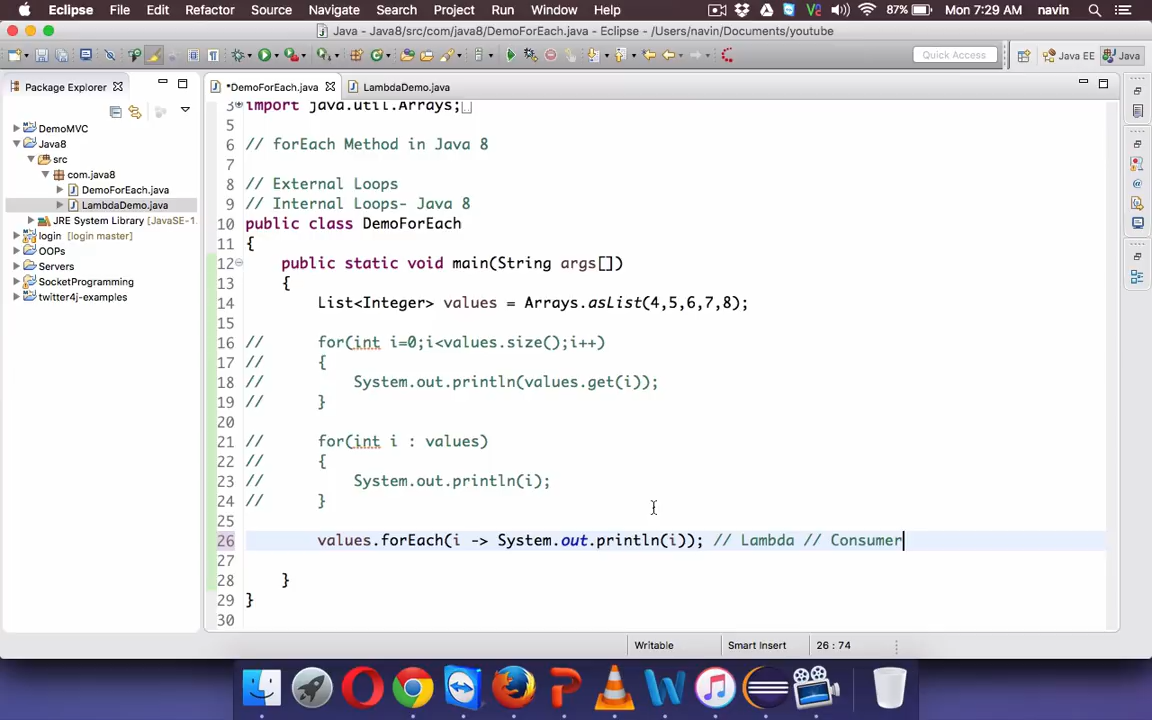 Eclipse File Edit Refactor Source Navigate Search Project Run Window Help 87% Mon 7:29 AM navin
Java - Java8/src/com/java8/DemoForEach.java - Eclipse - /Users/navin/Documents/youtube
Quick Access Java EE Java
Package Explorer
*DemoForEach.java LambdaDemo.java
DemoMVC
Java8
src
com.java8
DemoForEach.java
LambdaDemo.java
JRE System Library [JavaSE-1.
login [login master]
OOPs
Servers
SocketProgramming
twitter4j-examples
3 import java.util.Arrays;
5
6 // forEach Method in Java 8
7
8 // External Loops
9 // Internal Loops- Java 8
10 public class DemoForEach
11 {
12 public static void main(String args[])
13 {
14 List<Integer> values = Arrays.asList(4,5,6,7,8);
15
16 // for(int i=0;i<values.size();i++)
17 // {
18 // System.out.println(values.get(i));
19 // }
20
21 // for(int i : values)
22 // {
23 // System.out.println(i);
24 // }
25
26 values.forEach(i -> System.out.println(i)); // Lambda // Consumer
27
28 }
29 }
30
Writable Smart Insert 26 : 74